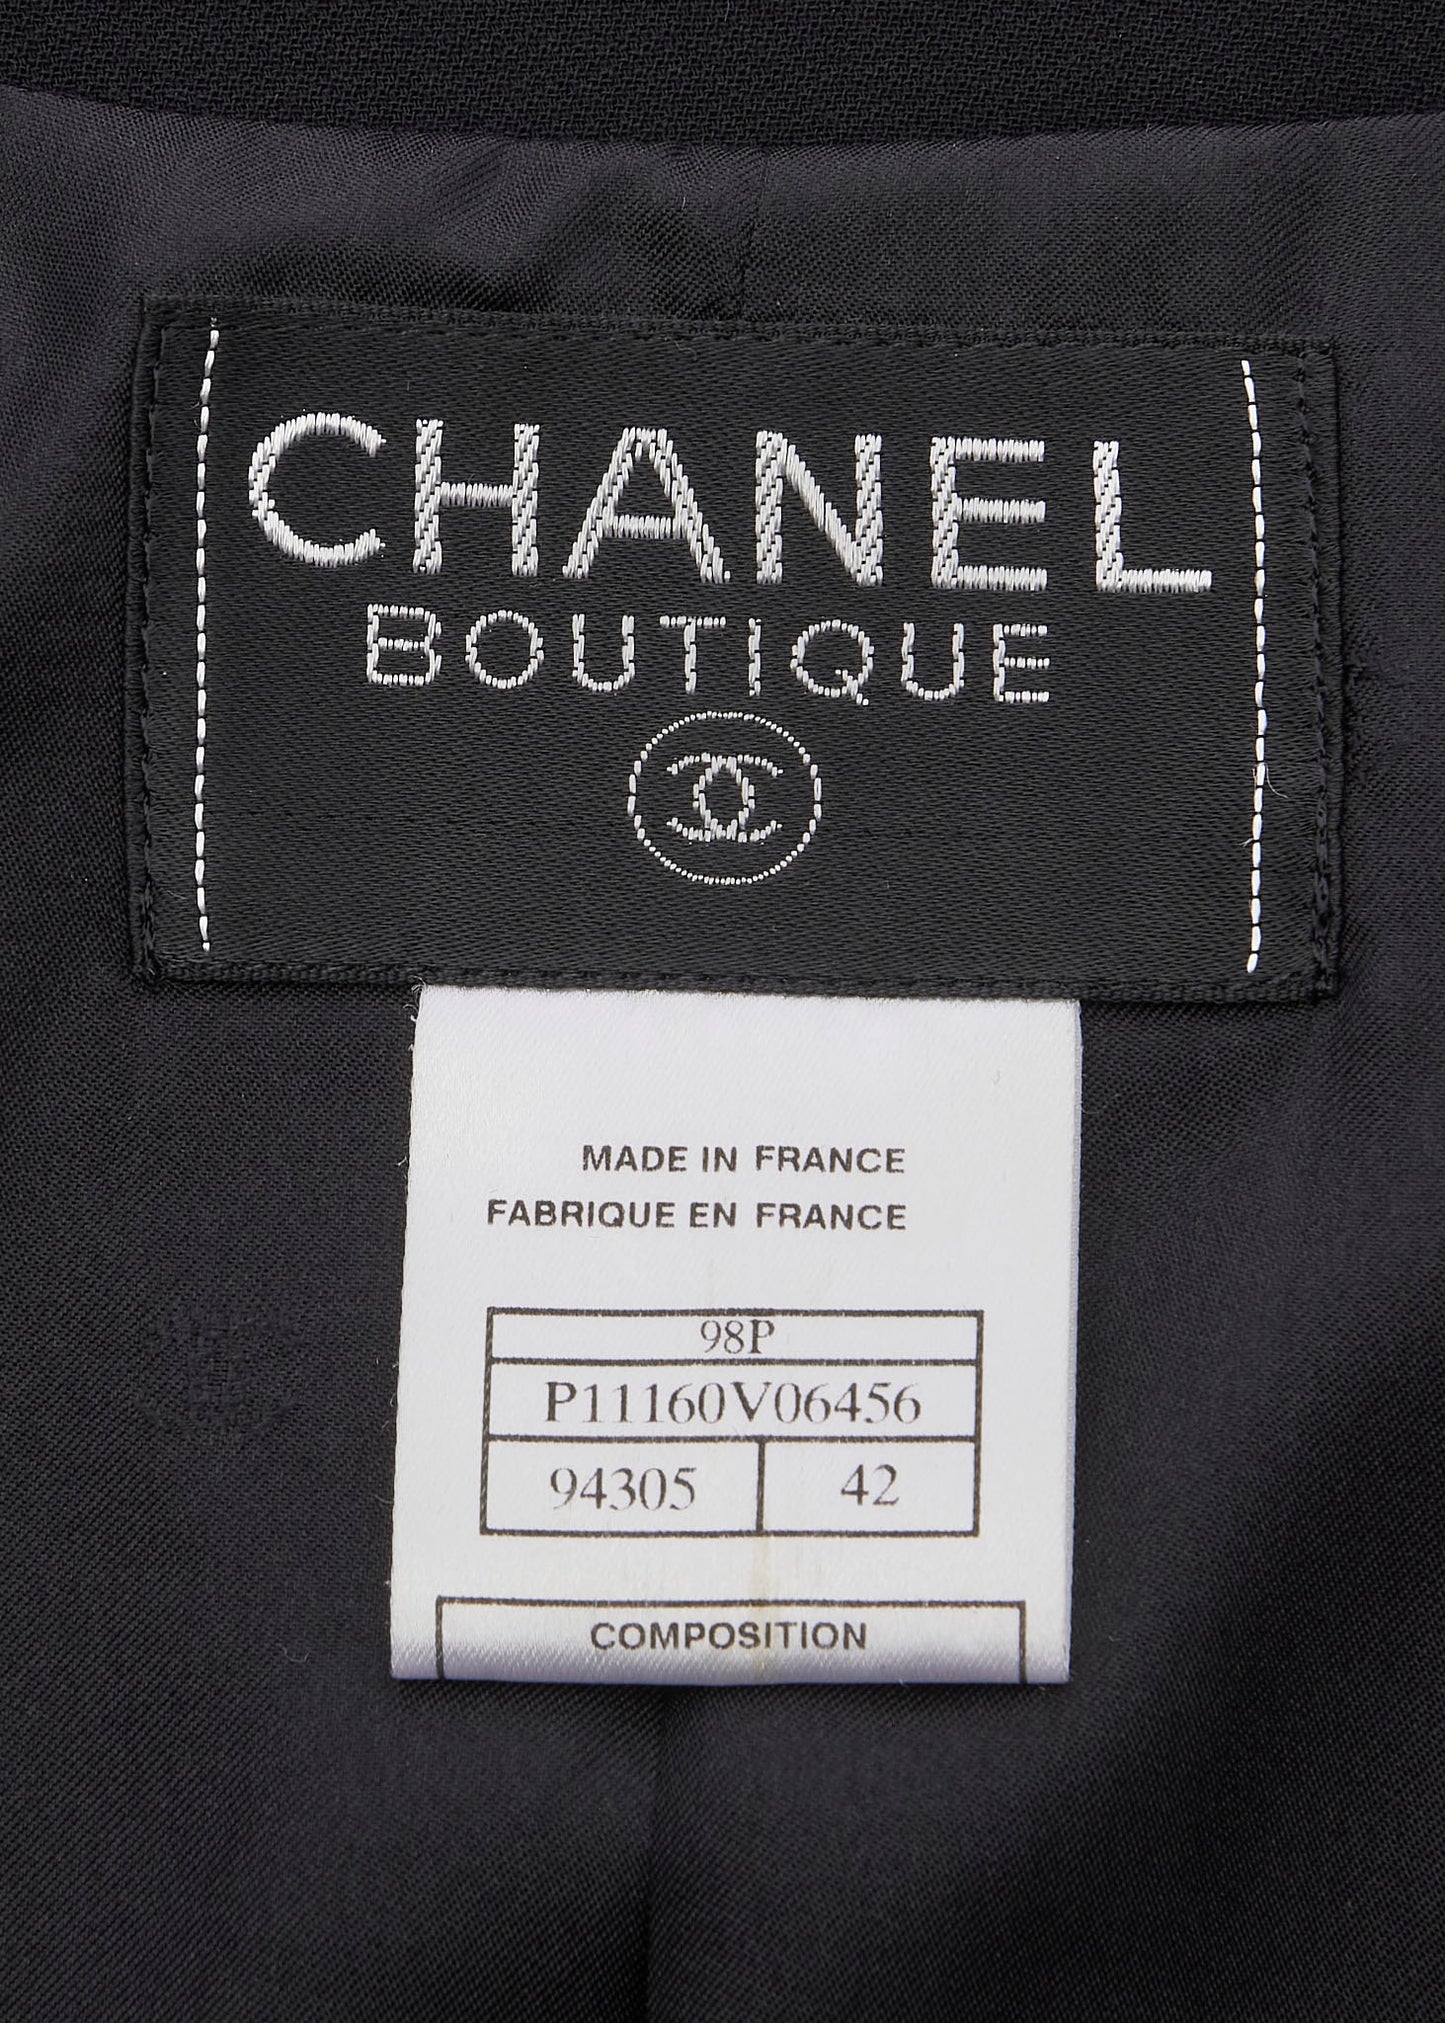 CHANEL
BOUTIQUE
MADE IN FRANCE
FABRIQUE EN FRANCE
98P
P11160V06456
94305 42
COMPOSITION